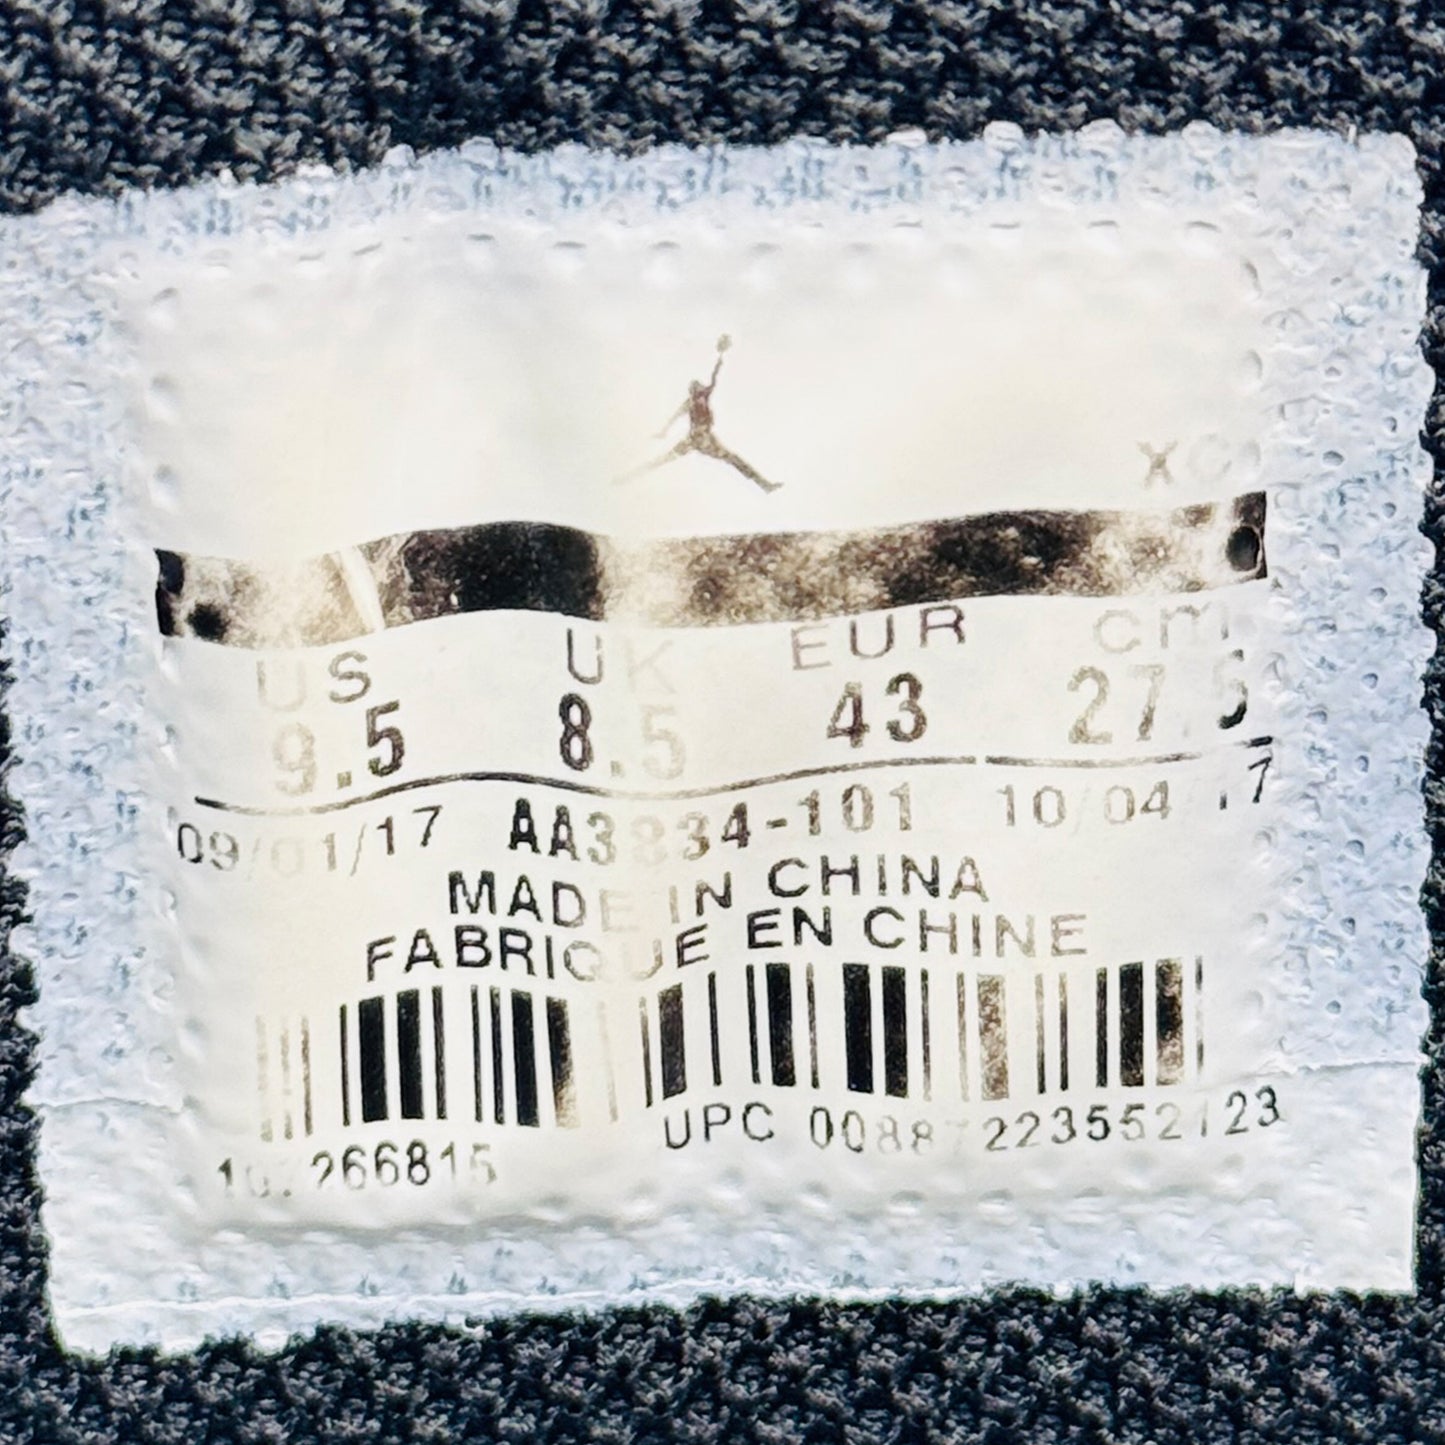 XC
US UK EUR cm
9.5 8.5 43 27.5
09/01/17 AA3834-101 10/04/17
MADE IN CHINA
FABRIQUE EN CHINE
UPC 00887223552123